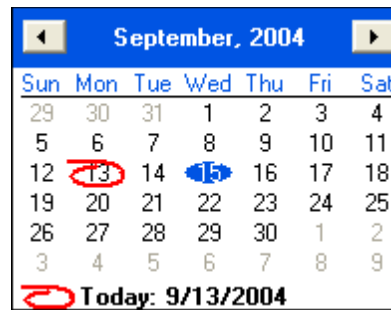 September, 2004
Sun Mon Tue Wed Thu Fri Sat
29 30 31 1 2 3 4
5 6 7 8 9 10 11
12 13 14 15 16 17 18
19 20 21 22 23 24 25
26 27 28 29 30 1 2
3 4 5 6 7 8 9
Today: 9/13/2004